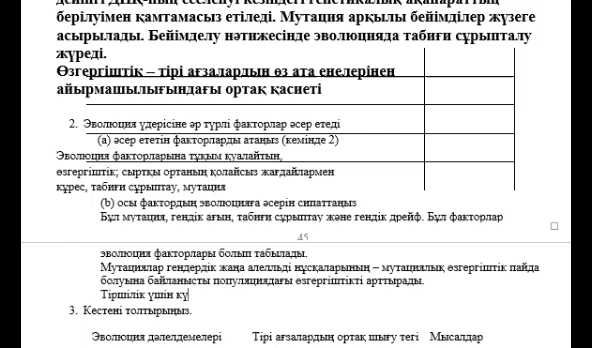 берілуімен қамтамасыз етіледі. Мутация арқылы бейімділер жүзеге
асырылады. Бейімделу нәтижесінде эволюцияда табиғи сұрыпталу
жүреді.
Өзгергіштік – тірі ағзалардың өз ата енелерінен
айырмашылығындағы ортақ қасиеті
2. Эволюция үдерісіне әр түрлі факторлар әсер етеді
(a) әсер ететін факторларды атаңыз (кемінде 2)
Эволюция факторларына тұқым қуалайтын,
өзгергіштік; сыртқы ортаның қолайсыз жағдайлармен
күрес, табиғи сұрыптау, мутация
(b) осы фактордың эволюцияға әсерін сипаттаңыз
Бұл мутация, гендік ағын, табиғи сұрыптау және гендік дрейф. Бұл факторлар
45
эволюция факторлары болып табылады.
Мутациялар гендердік жаңа алелльді нұсқаларының – мутациялық өзгергіштік пайда
болуына байланысты популяциядағы өзгергіштікті арттырады.
Тіршілік үшін кү
3. Кестені толтырыңыз.
Эволюция дәлелдемелері Тірі ағзалардың ортақ шығу тегі Мысалдар